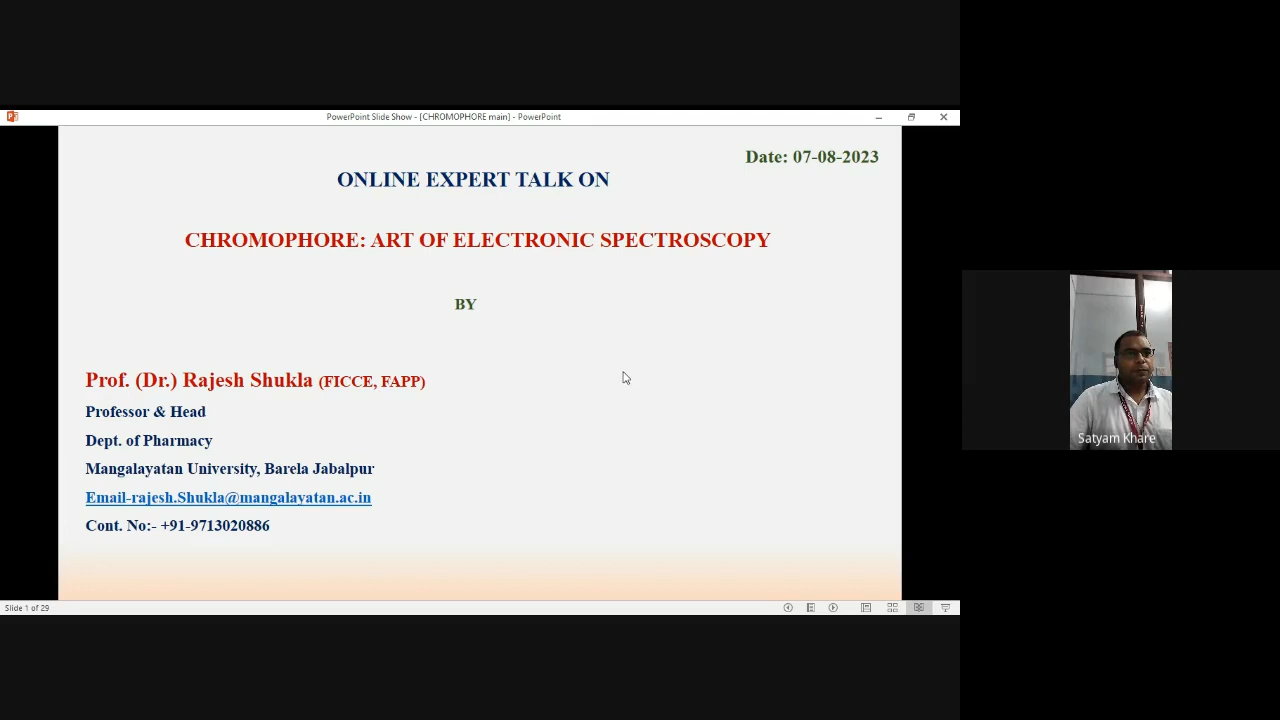 PowerPoint Slide Show - [CHROMOPHORE main] - PowerPoint
Date: 07-08-2023
ONLINE EXPERT TALK ON
CHROMOPHORE: ART OF ELECTRONIC SPECTROSCOPY
BY
Prof. (Dr.) Rajesh Shukla (FICCE, FAPP)
Professor & Head
Dept. of Pharmacy
Mangalayatan University, Barela Jabalpur
Email-rajesh.Shukla@mangalayatan.ac.in
Cont. No:- +91-9713020886
Satyam Khare
Slide 1 of 29